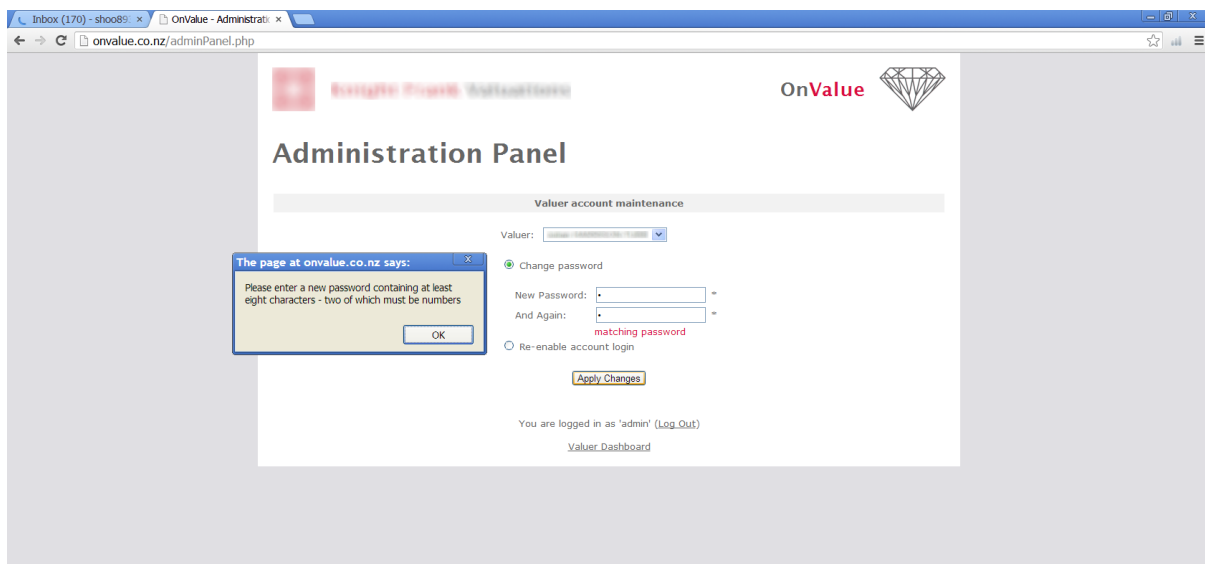 Inbox (170) - shoo89
OnValue - Administrati
onvalue.co.nz/adminPanel.php
OnValue
Administration Panel
Valuer account maintenance
Valuer:
The page at onvalue.co.nz says:
Please enter a new password containing at least
eight characters - two of which must be numbers
OK
Change password
New Password: *
And Again: *
matching password
Re-enable account login
Apply Changes
You are logged in as 'admin' (Log Out)
Valuer Dashboard